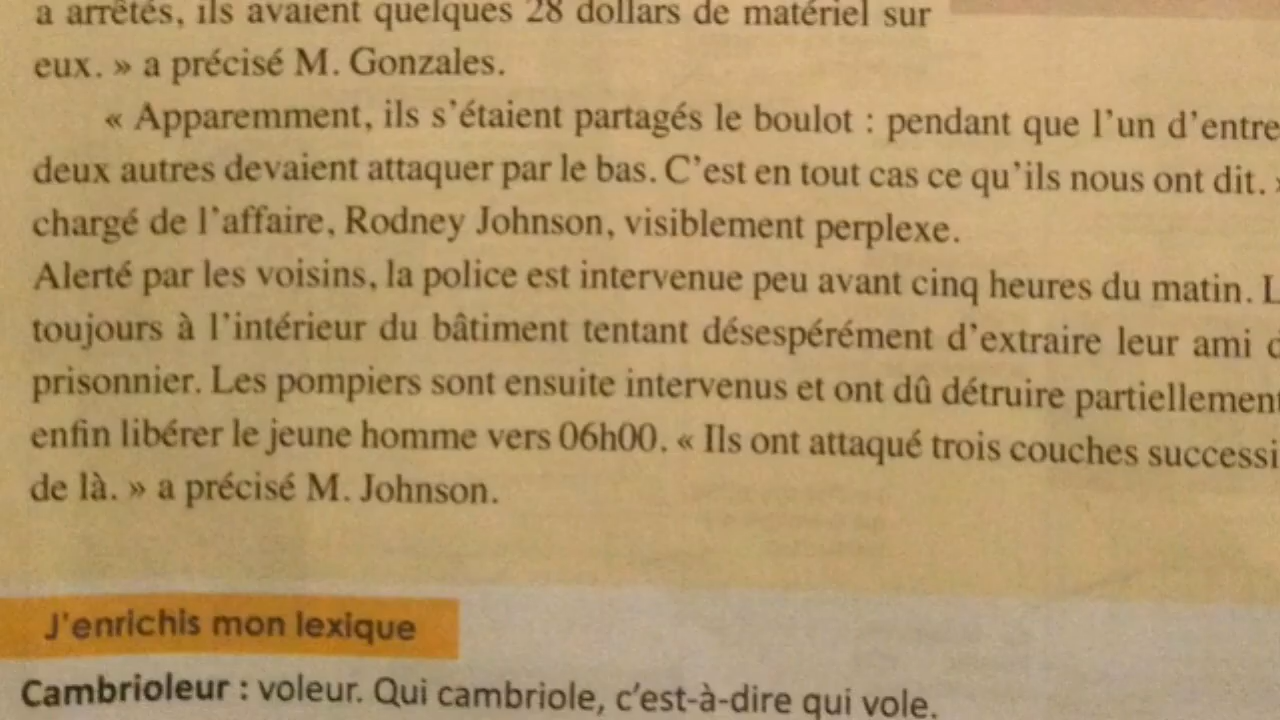 a arrêtés, ils avaient quelques 28 dollars de matériel sur
eux. » a précisé M. Gonzales.
« Apparemment, ils s'étaient partagés le boulot : pendant que l'un d'entre
deux autres devaient attaquer par le bas. C'est en tout cas ce qu'ils nous ont dit. »
chargé de l'affaire, Rodney Johnson, visiblement perplexe.
Alerté par les voisins, la police est intervenue peu avant cinq heures du matin. L
toujours à l'intérieur du bâtiment tentant désespérément d'extraire leur ami
prisonnier. Les pompiers sont ensuite intervenus et ont dû détruire partiellement
enfin libérer le jeune homme vers 06h00. « Ils ont attaqué trois couches successi
de là. » a précisé M. Johnson.
J'enrichis mon lexique
Cambrioleur : voleur. Qui cambriole, c'est-à-dire qui vole.